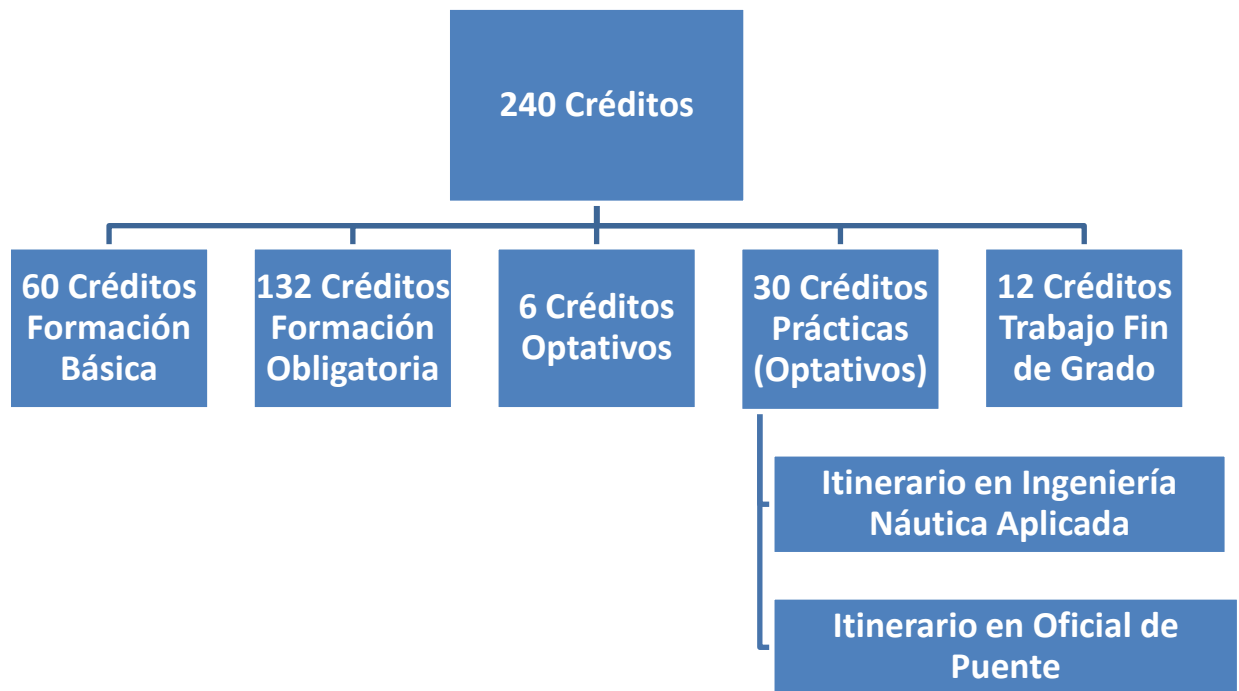 240 Créditos
60 Créditos
Formación
Básica
132 Créditos
Formación
Obligatoria
6 Créditos
Optativos
30 Créditos
Prácticas
(Optativos)
12 Créditos
Trabajo Fin
de Grado
Itinerario en Ingeniería
Náutica Aplicada
Itinerario en Oficial de
Puente